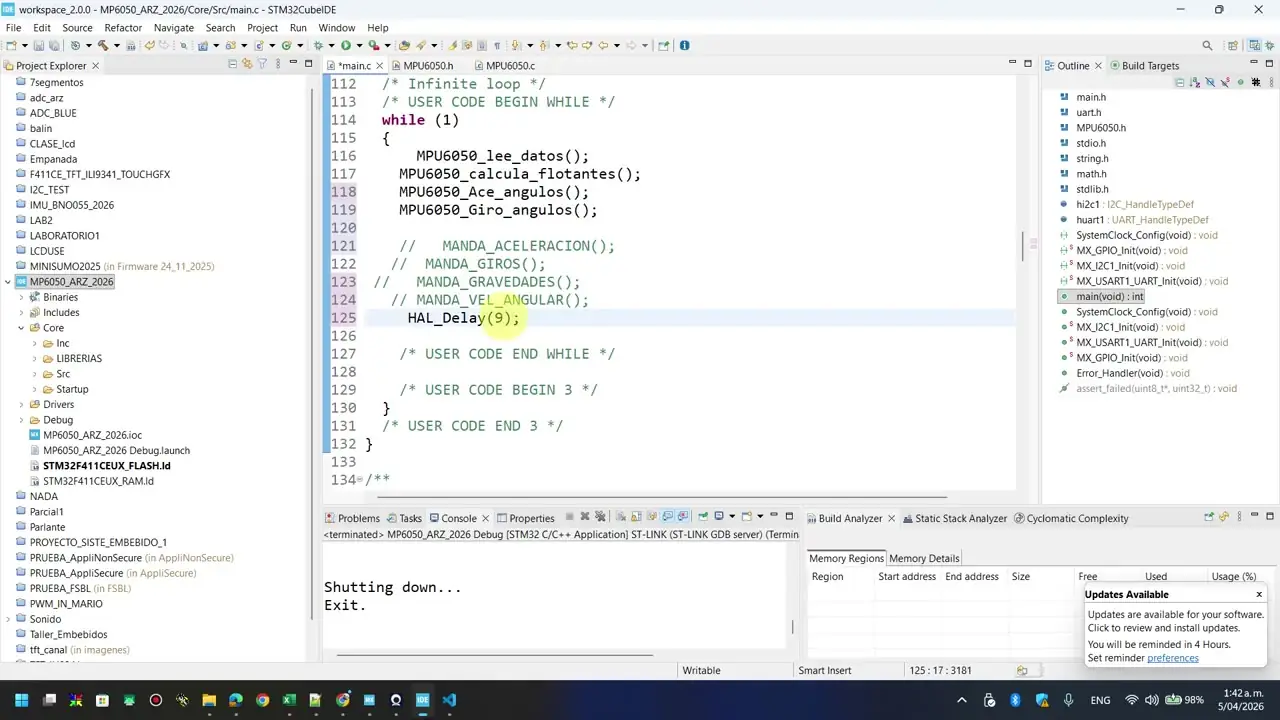 workspace_2.0.0 - MP6050_ARZ_2026/Core/Src/main.c - STM32CubeIDE
File Edit Source Refactor Navigate Search Project Run Window Help
Project Explorer
7segmentos
adc_arz
ADC_BLUE
balin
CLASE_lcd
Empanada
F411CE_TFT_ILI9341_TOUCHGFX
I2C_TEST
IMU_BNO055_2026
LAB2
LABORATORIO1
LCDUSE
MINISUMO2025 (in Firmware 24_11_2025)
MP6050_ARZ_2026
Binaries
Includes
Core
Inc
LIBRERIAS
Src
Startup
Drivers
Debug
MP6050_ARZ_2026.ioc
MP6050_ARZ_2026 Debug.launch
STM32F411CEUX_FLASH.ld
STM32F411CEUX_RAM.ld
NADA
Parcial1
Parlante
PROYECTO_SISTE_EMBEBIDO_1
PRUEBA_AppliNonSecure (in AppliNonSecure)
PRUEBA_AppliSecure (in AppliSecure)
PRUEBA_FSBL (in FSBL)
PWM_IN_MARIO
Sonido
Taller_Embebidos
tft_canal (in imagenes)
*main.c MPU6050.h MPU6050.c
112 /* Infinite loop */
113 /* USER CODE BEGIN WHILE */
114 while (1)
115 {
116 MPU6050_lee_datos();
117 MPU6050_calcula_flotantes();
118 MPU6050_Ace_angulos();
119 MPU6050_Giro_angulos();
120
121 // MANDA_ACELERACION();
122 // MANDA_GIROS();
123 // MANDA_GRAVEDADES();
124 // MANDA_VEL_ANGULAR();
125 HAL_Delay(9);
126
127 /* USER CODE END WHILE */
128
129 /* USER CODE BEGIN 3 */
130 }
131 /* USER CODE END 3 */
132 }
133
134 /**
Outline Build Targets
main.h
uart.h
MPU6050.h
stdio.h
string.h
math.h
stdlib.h
hi2c1 : I2C_HandleTypeDef
huart1 : UART_HandleTypeDef
SystemClock_Config(void) : void
MX_GPIO_Init(void) : void
MX_I2C1_Init(void) : void
MX_USART1_UART_Init(void) : void
main(void) : int
SystemClock_Config(void) : void
MX_I2C1_Init(void) : void
MX_USART1_UART_Init(void) : void
MX_GPIO_Init(void) : void
Error_Handler(void) : void
assert_failed(uint8_t*, uint32_t) : void
Problems Tasks Console Properties
<terminated> MP6050_ARZ_2026 Debug [STM32 C/C++ Application] ST-LINK (ST-LINK GDB server) (Termin
Shutting down...
Exit.
Build Analyzer Static Stack Analyzer Cyclomatic Complexity
Memory Regions Memory Details
Region Start address End address Size Free Used Usage (%)
Updates Available
Updates are available for your software.
Click to review and install updates.
You will be reminded in 4 Hours.
Set reminder preferences
Writable Smart Insert 125 : 17 : 3181
ENG 98% 1:42 a.m.
5/04/2026